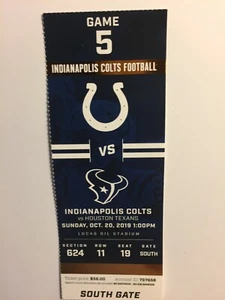 GAME
5
INDIANAPOLIS COLTS FOOTBALL
VS
INDIANAPOLIS COLTS
vs HOUSTON TEXANS
SUNDAY, OCT. 20, 2019 1:00PM
LUCAS OIL STADIUM
SECTION ROW SEAT GATE
624 11 19 SOUTH
SOUTH GATE